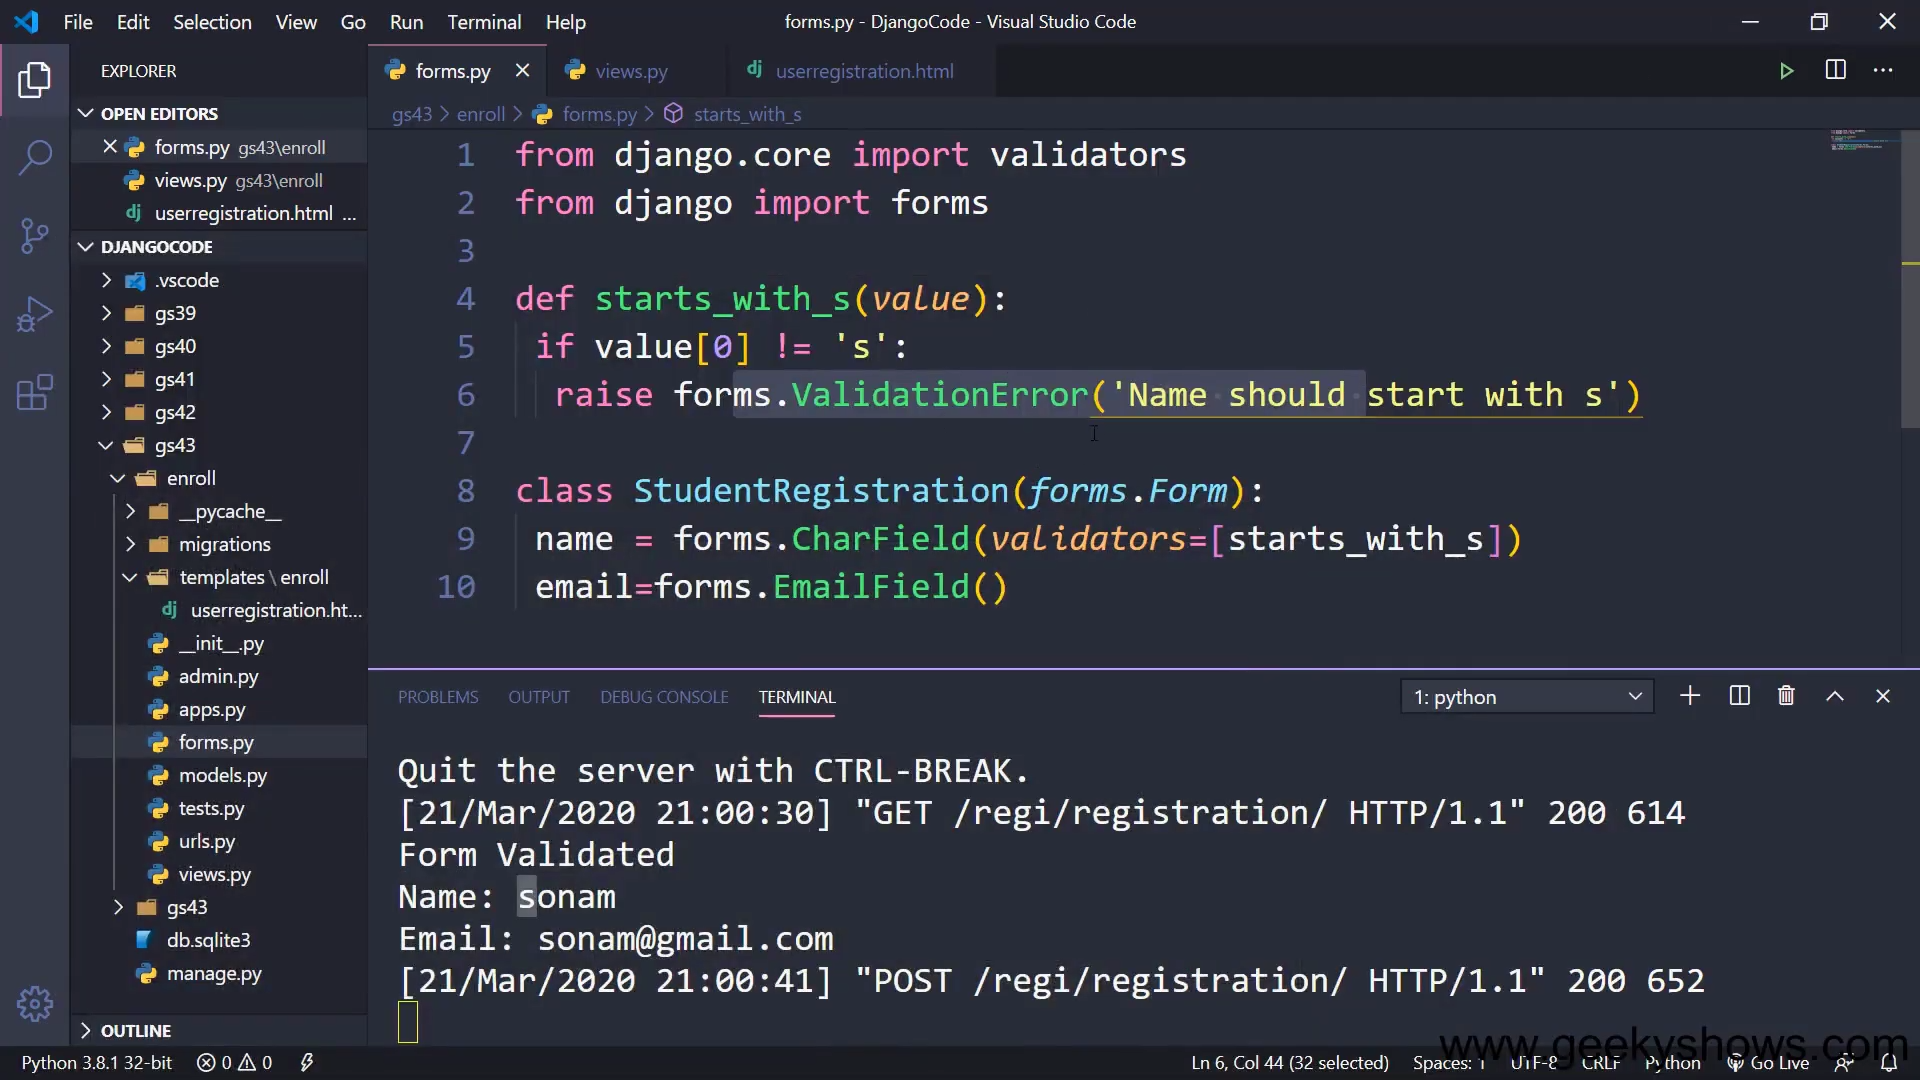 File Edit Selection View Go Run Terminal Help
forms.py - DjangoCode - Visual Studio Code
EXPLORER
OPEN EDITORS
forms.py gs43\enroll
views.py gs43\enroll
userregistration.html ...
DJANGOCODE
.vscode
gs39
gs40
gs41
gs42
gs43
enroll
__pycache__
migrations
templates \ enroll
userregistration.ht...
__init__.py
admin.py
apps.py
forms.py
models.py
tests.py
urls.py
views.py
gs43
db.sqlite3
manage.py
OUTLINE
forms.py views.py userregistration.html
gs43 > enroll > forms.py > starts_with_s
1 from django.core import validators
2 from django import forms
3
4 def starts_with_s(value):
5 if value[0] != 's':
6 raise forms.ValidationError('Name should start with s')
7
8 class StudentRegistration(forms.Form):
9 name = forms.CharField(validators=[starts_with_s])
10 email=forms.EmailField()
PROBLEMS OUTPUT DEBUG CONSOLE TERMINAL 1: python
Quit the server with CTRL-BREAK.
[21/Mar/2020 21:00:30] "GET /regi/registration/ HTTP/1.1" 200 614
Form Validated
Name: sonam
Email: sonam@gmail.com
[21/Mar/2020 21:00:41] "POST /regi/registration/ HTTP/1.1" 200 652
www.geekyshows.com
Python 3.8.1 32-bit 0 0 Ln 6, Col 44 (32 selected) Spaces: 1 UTF-8 CRLF Python Go Live